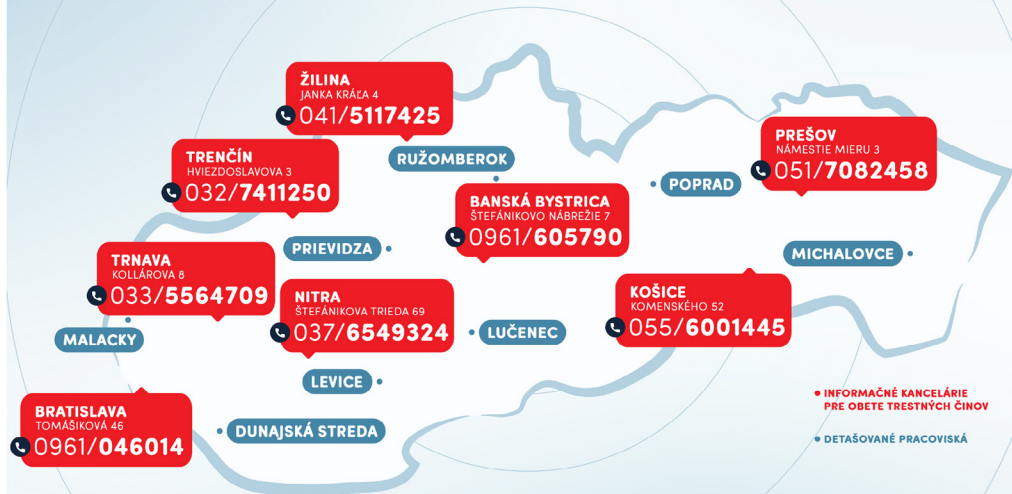 ŽILINA
JANKA KRÁĽA 4
041/5117425
TRENČÍN
HVIEZDOSLAVOVA 3
032/7411250
RUŽOMBEROK
PREŠOV
NÁMESTIE MIERU 3
051/7082458
POPRAD
BANSKÁ BYSTRICA
ŠTEFÁNIKOVO NÁBREŽIE 7
0961/605790
PRIEVIDZA
MICHALOVCE
TRNAVA
KOLLÁROVA 8
033/5564709
NITRA
ŠTEFÁNIKOVA TRIEDA 69
037/6549324
KOŠICE
KOMENSKÉHO 52
055/6001445
MALACKY
LUČENEC
LEVICE
BRATISLAVA
TOMÁŠIKOVÁ 46
0961/046014
DUNAJSKÁ STREDA
INFORMAČNÉ KANCELÁRIE
PRE OBETE TRESTNÝCH ČINOV
DETAŠOVANÉ PRACOVISKÁ